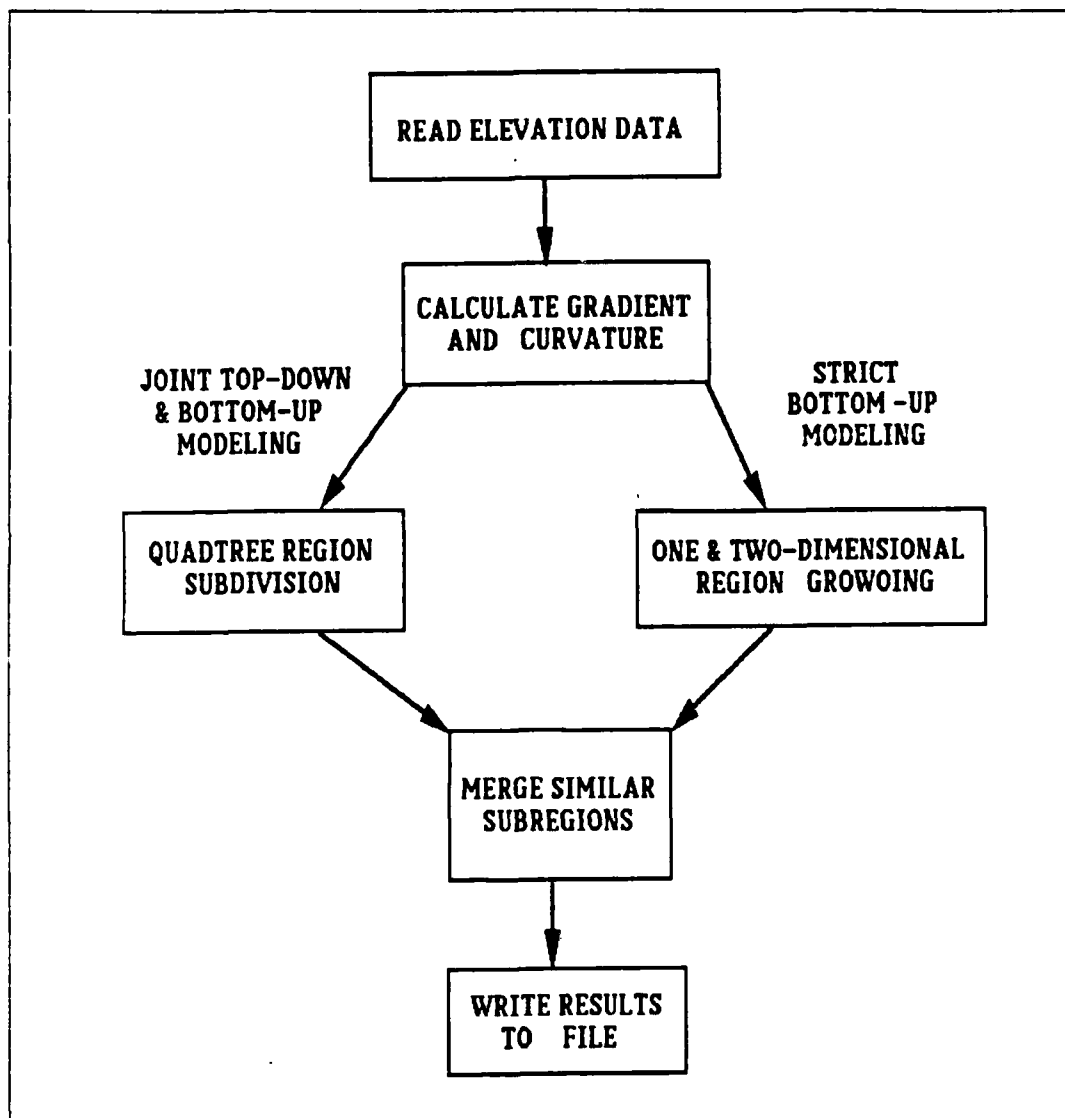 READ ELEVATION DATA
CALCULATE GRADIENT
AND CURVATURE
JOINT TOP-DOWN
& BOTTOM-UP
MODELING
STRICT
BOTTOM -UP
MODELING
QUADTREE REGION
SUBDIVISION
ONE & TWO-DIMENSIONAL
REGION GROWOING
MERGE SIMILAR
SUBREGIONS
WRITE RESULTS
TO FILE